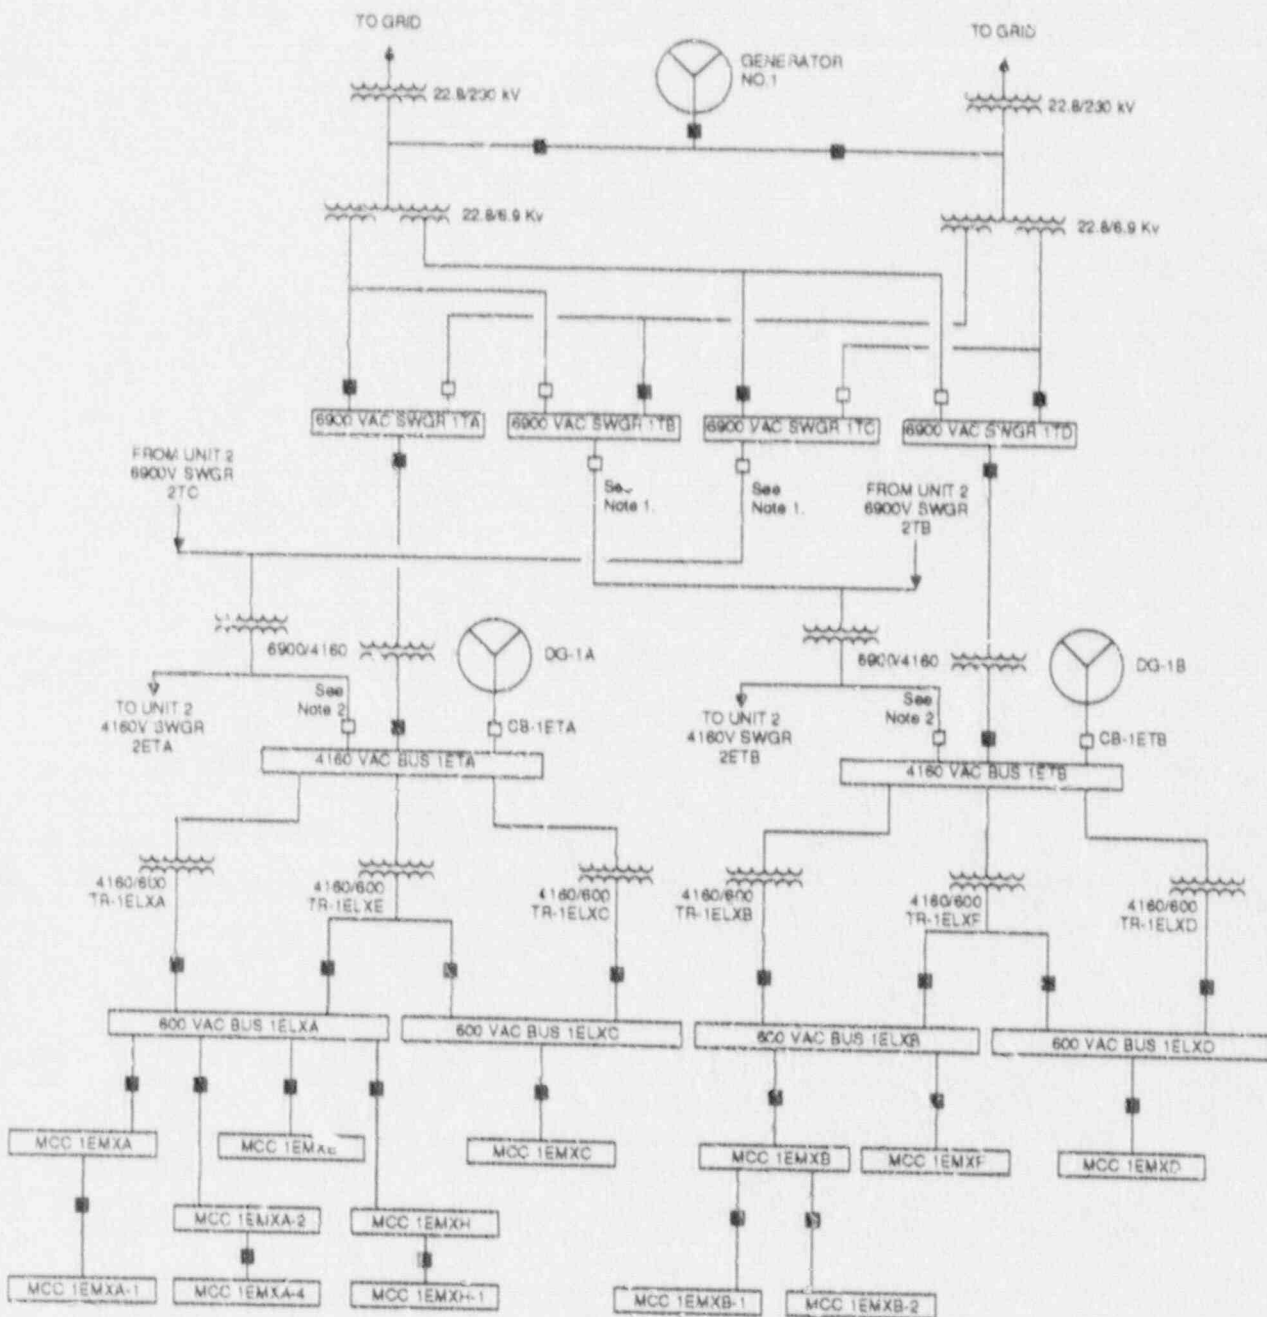 TO GRID
TO GRID
GENERATOR
NO.1
22.8/230 kV
22.8/230 kV
22.8/6.9 Kv
22.8/6.9 Kv
6900 VAC SWGR 1TA
6900 VAC SWGR 1TB
6900 VAC SWGR 1TC
6900 VAC SWGR 1TD
FROM UNIT 2
6900V SWGR
2TC
See
Note 1.
See
Note 1.
FROM UNIT 2
6900V SWGR
2TB
6900/4160
DG-1A
6900/4160
DG-1B
TO UNIT 2
4160V SWGR
2ETA
See
Note 2
CB-1ETA
TO UNIT 2
4160V SWGR
2ETB
See
Note 2
CB-1ETB
4160 VAC BUS 1ETA
4160 VAC BUS 1ETB
4160/600
TR-1ELXA
4160/600
TR-1ELXE
4160/600
TR-1ELXC
4160/600
TR-1ELXB
4160/600
TR-1ELXF
4160/600
TR-1ELXD
600 VAC BUS 1ELXA
600 VAC BUS 1ELXC
600 VAC BUS 1ELXB
600 VAC BUS 1ELXD
MCC 1EMXA
MCC
MCC 1EMXC
MCC 1EMXB
MCC 1EMXF
MCC 1EMXD
MCC 1EMXA-2
MCC 1EMXH
MCC 1EMXA-1
MCC 1EMXA-4
MCC 1EMXH-1
MCC 1EMXB-1
MCC 1EMXB-2